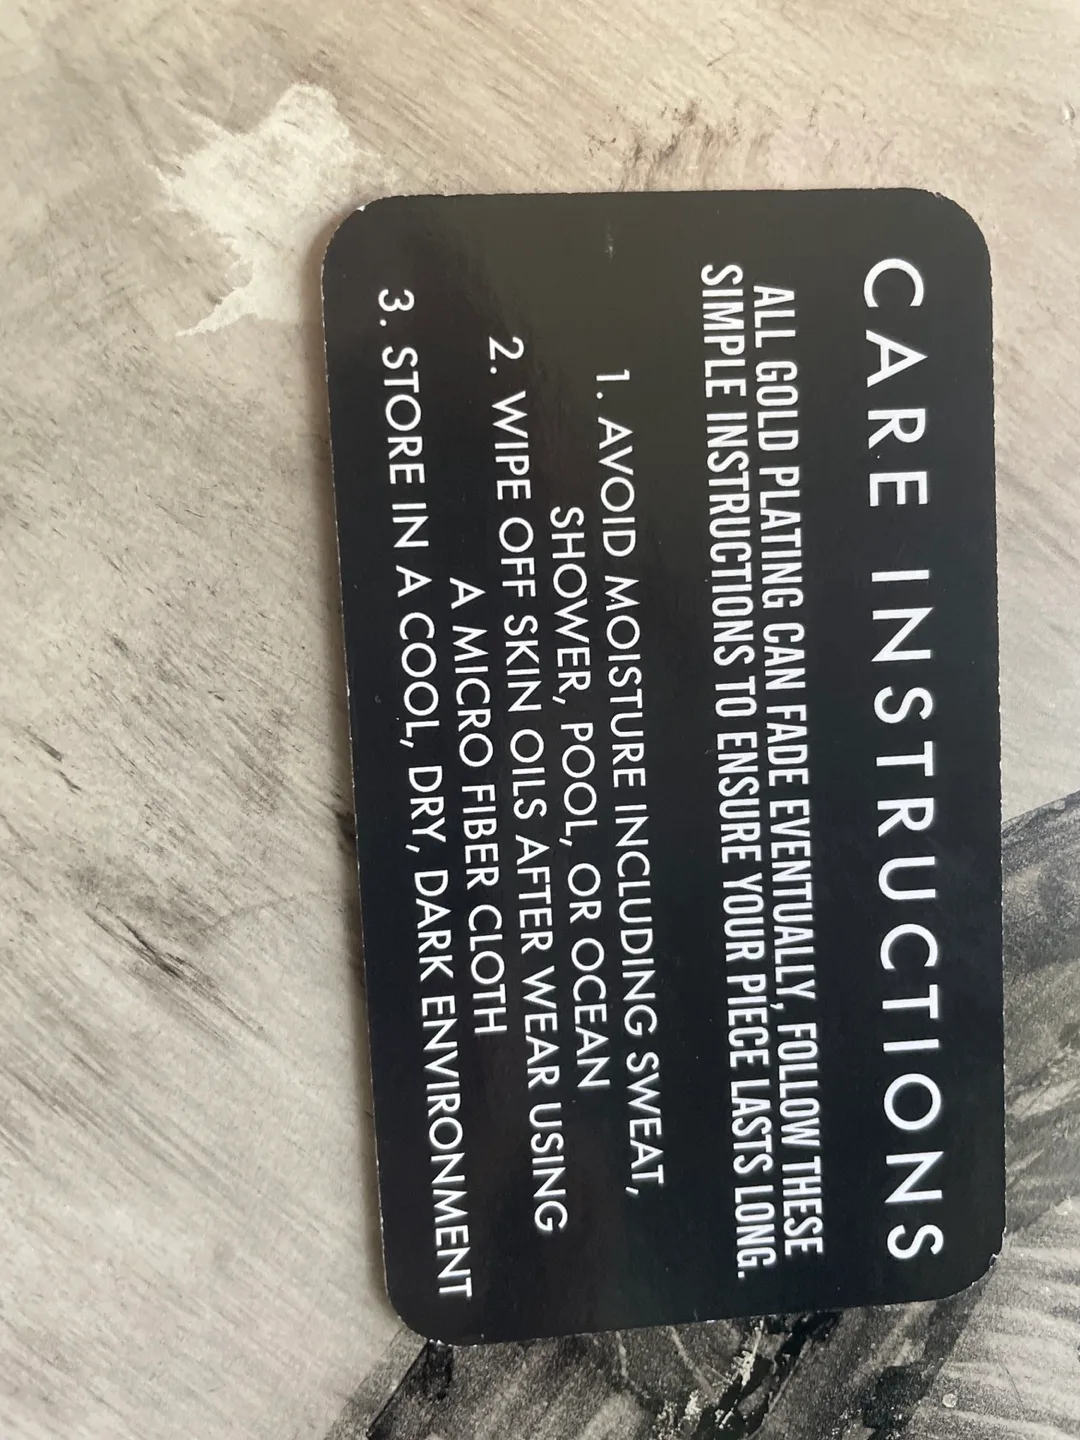 CARE INSTRUCTIONS
ALL GOLD PLATING CAN FADE EVENTUALLY, FOLLOW THESE
SIMPLE INSTRUCTIONS TO ENSURE YOUR PIECE LASTS LONG.
1. AVOID MOISTURE INCLUDING SWEAT,
SHOWER, POOL, OR OCEAN
2. WIPE OFF SKIN OILS AFTER WEAR USING
A MICRO FIBER CLOTH
3. STORE IN A COOL, DRY, DARK ENVIRONMENT